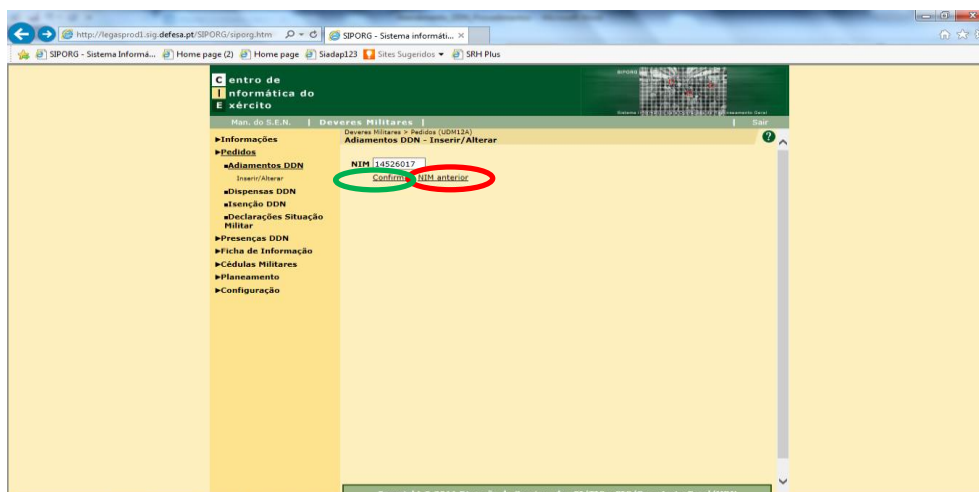 http://legasprod1.sig.defesa.pt/SIPORG/siporg.htm
SIPORG - Sistema informáti...
SIPORG - Sistema Informá... Home page (2) Home page Siadap123 Sites Sugeridos SRH Plus
Centro de
Informática do
Exército
SIPORG
Man. do S.E.N. | Deveres Militares | | Sair
Deveres Militares > Pedidos (UDM12A)
Adiamentos DDN - Inserir/Alterar
Informações
Pedidos
Adiamentos DDN
Inserir/Alterar
Dispensas DDN
Isenção DDN
Declarações Situação
Militar
Presenças DDN
Ficha de Informação
Cédulas Militares
Planeamento
Configuração
NIM 14526017
NIM anterior